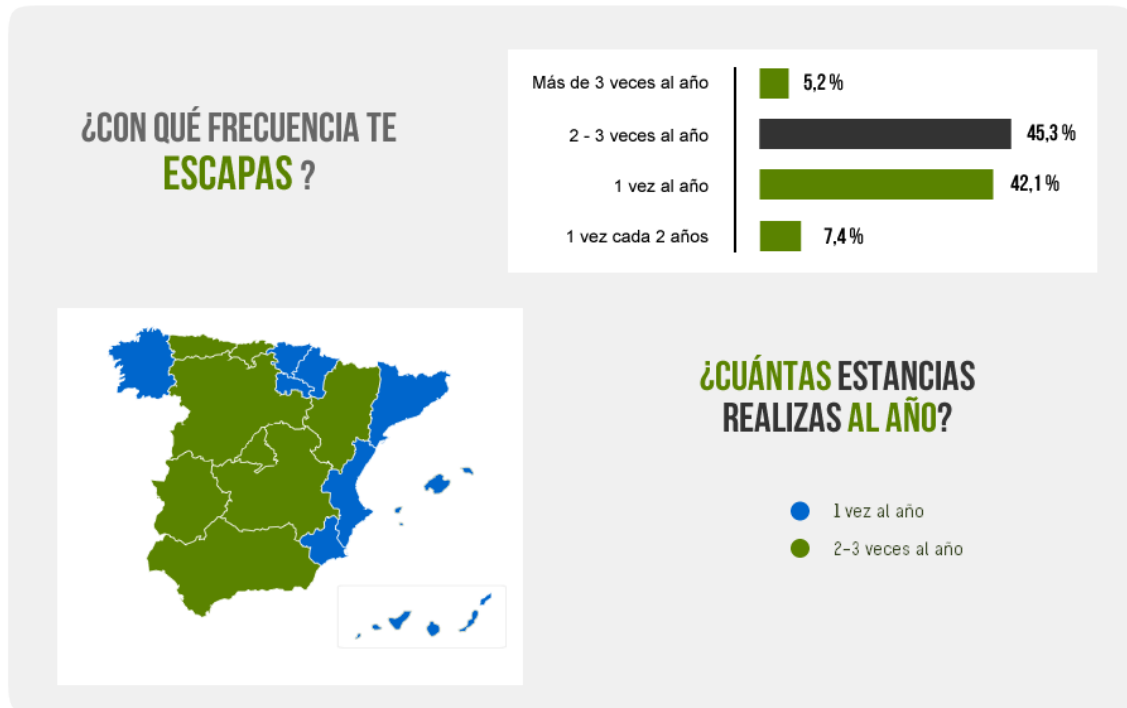 ¿CON QUÉ FRECUENCIA TE
ESCAPAS ?
Más de 3 veces al año 5,2 %
2 - 3 veces al año 45,3 %
1 vez al año 42,1 %
1 vez cada 2 años 7,4 %
¿CUÁNTAS ESTANCIAS
REALIZAS AL AÑO?
1 vez al año
2-3 veces al año